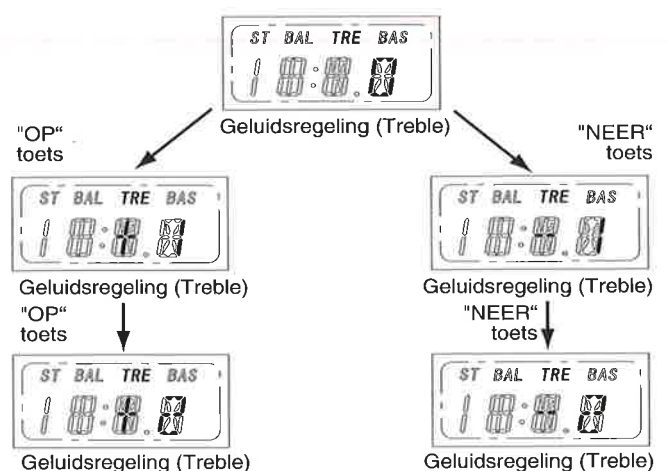 ST BAL TRE BAS
Geluidsregeling (Treble)
"OP“
toets
"NEER“
toets
ST BAL TRE BAS
Geluidsregeling (Treble)
ST BAL TRE BAS
Geluidsregeling (Treble)
"OP“
toets
"NEER“
toets
ST BAL TRE BAS
Geluidsregeling (Treble)
ST BAL TRE BAS
Geluidsregeling (Treble)